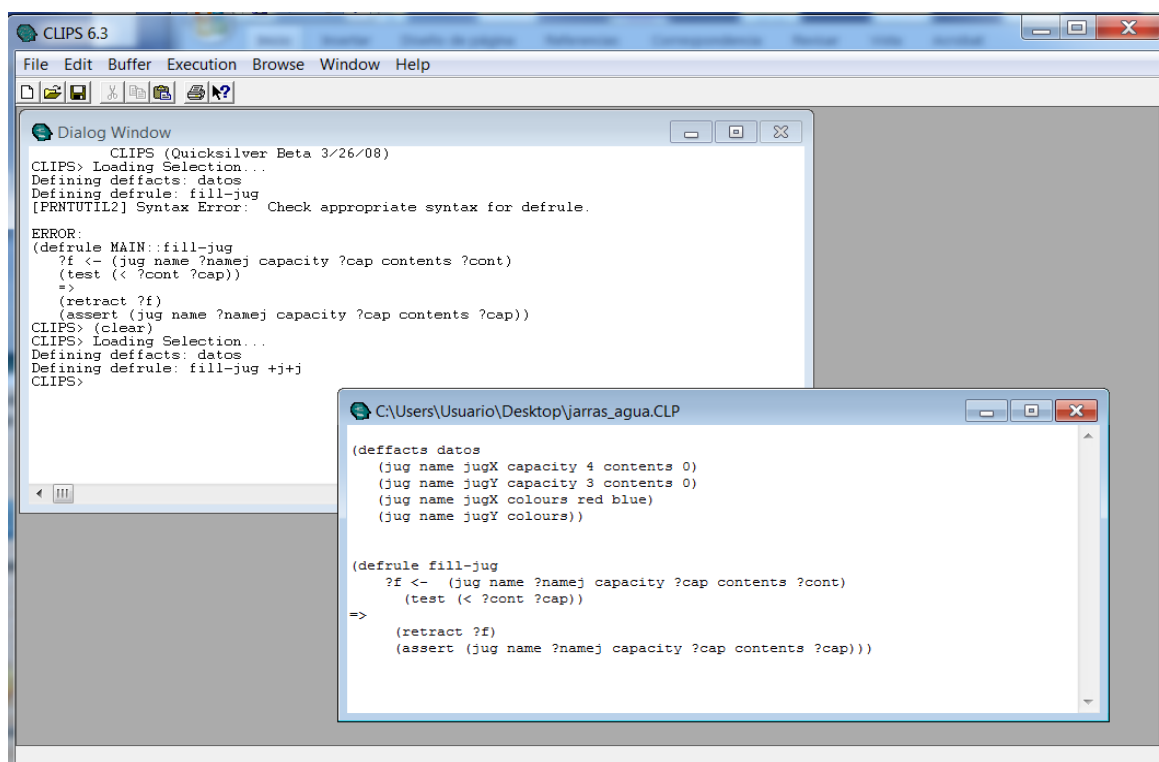 CLIPS 6.3
File Edit Buffer Execution Browse Window Help
Dialog Window
CLIPS (Quicksilver Beta 3/26/08)
CLIPS> Loading Selection...
Defining deffacts: datos
Defining defrule: fill-jug
[PRNTUTIL2] Syntax Error:  Check appropriate syntax for defrule.
ERROR:
(defrule MAIN::fill-jug
?f <- (jug name ?namej capacity ?cap contents ?cont)
(test (< ?cont ?cap))
=>
(retract ?f)
(assert (jug name ?namej capacity ?cap contents ?cap))
CLIPS> (clear)
CLIPS> Loading Selection...
Defining deffacts: datos
Defining defrule: fill-jug +j+j
CLIPS>
C:\Users\Usuario\Desktop\jarras_agua.CLP
(deffacts datos
(jug name jugX capacity 4 contents 0)
(jug name jugY capacity 3 contents 0)
(jug name jugX colours red blue)
(jug name jugY colours))
(defrule fill-jug
?f <-  (jug name ?namej capacity ?cap contents ?cont)
(test (< ?cont ?cap))
=>
(retract ?f)
(assert (jug name ?namej capacity ?cap contents ?cap)))